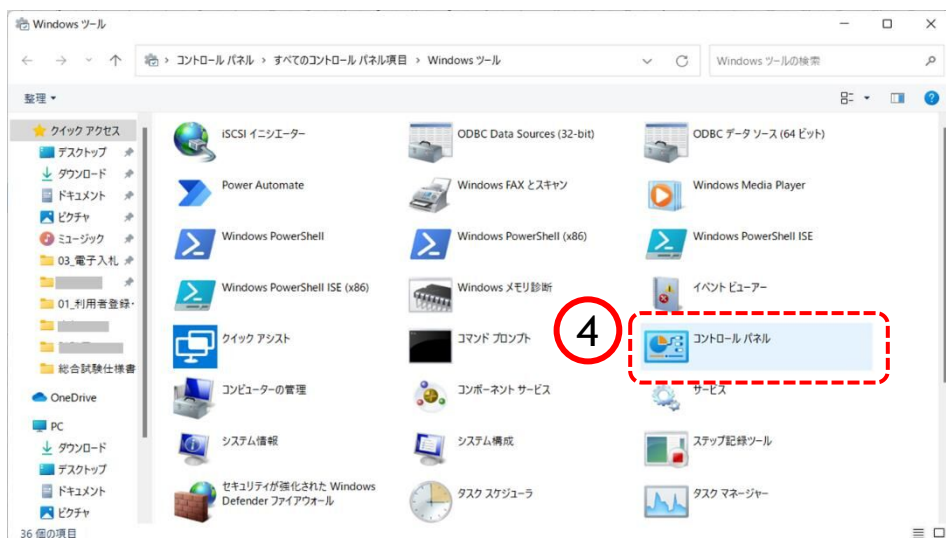 Windows ツール
コントロール パネル › すべてのコントロール パネル項目 › Windows ツール
Windows ツールの検索
整理
クイック アクセス
デスクトップ
ダウンロード
ドキュメント
ピクチャ
ミュージック
03_電子入札
01_利用者登録・
総合試験仕様書
OneDrive
PC
ダウンロード
デスクトップ
ドキュメント
ピクチャ
iSCSI イニシエーター
ODBC Data Sources (32-bit)
ODBC データ ソース (64 ビット)
Power Automate
Windows FAX とスキャン
Windows Media Player
Windows PowerShell
Windows PowerShell (x86)
Windows PowerShell ISE
Windows PowerShell ISE (x86)
Windows メモリ診断
イベント ビューアー
クイック アシスト
コマンド プロンプト
4
コントロール パネル
コンピューターの管理
コンポーネント サービス
サービス
システム情報
システム構成
ステップ記録ツール
セキュリティが強化された Windows
Defender ファイアウォール
タスク スケジューラ
タスク マネージャー
36 個の項目